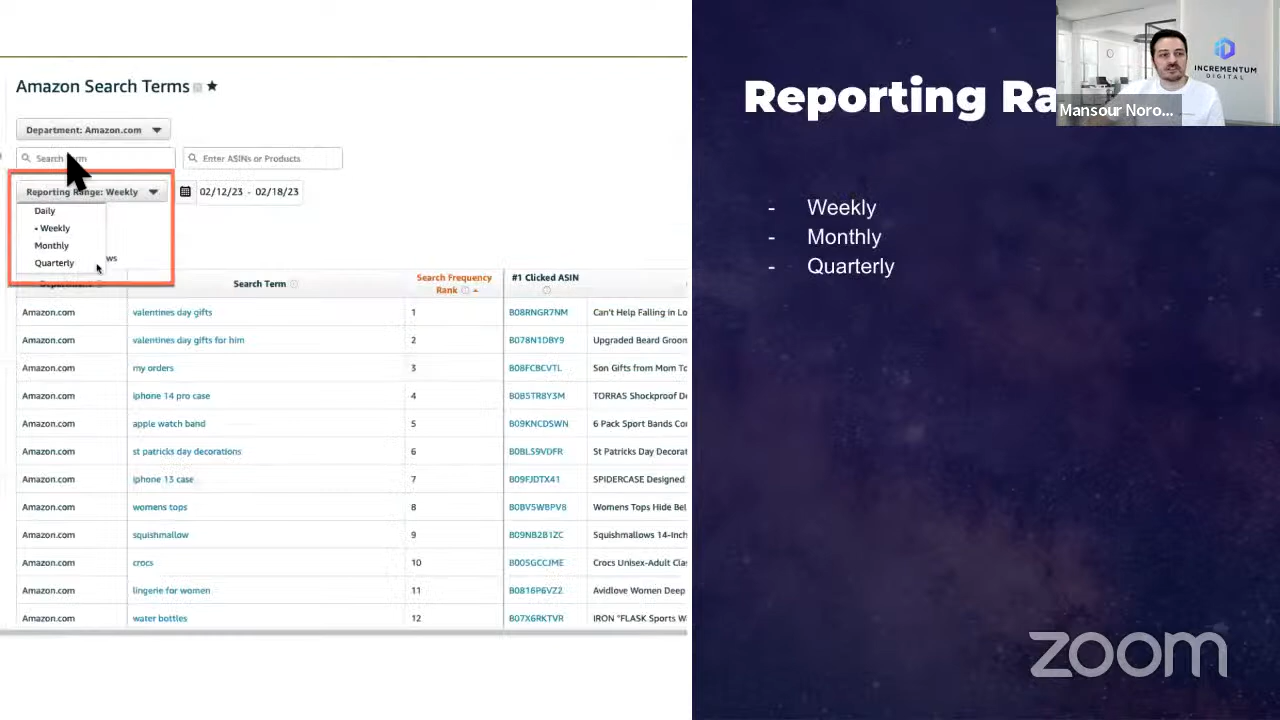 Amazon Search Terms
Department: Amazon.com
Search Term
Enter ASINs or Products
Reporting Range: Weekly
02/12/23 - 02/18/23
Daily
• Weekly
Monthly
Quarterly
Search Term
Search Frequency
Rank
#1 Clicked ASIN
Amazon.com valentines day gifts 1 B08RNGR7NM Can't Help Falling in Lo
Amazon.com valentines day gifts for him 2 B078N1DBY9 Upgraded Beard Groom
Amazon.com my orders 3 B08FCBCVTL Son Gifts from Mom To
Amazon.com iphone 14 pro case 4 B0B5TR8Y3M TORRAS Shockproof De
Amazon.com apple watch band 5 B09KNCDSWN 6 Pack Sport Bands Co
Amazon.com st patricks day decorations 6 B0BLS9VDFR St Patricks Day Decorat
Amazon.com iphone 13 case 7 B09FJDTX41 SPIDERCASE Designed
Amazon.com womens tops 8 B0BV5WBPV8 Womens Tops Hide Bel
Amazon.com squishmallow 9 B09NB2B1ZC Squishmallows 14-Inch
Amazon.com crocs 10 B005GCCJME Crocs Unisex-Adult Clas
Amazon.com lingerie for women 11 B0816P6VZ2 Avidlove Women Deep
Amazon.com water bottles 12 B07X6RKTVR IRON °FLASK Sports W
Reporting Ra
- Weekly
- Monthly
- Quarterly
INCREMENTUM
DIGITAL
Mansour Noro...
zoom